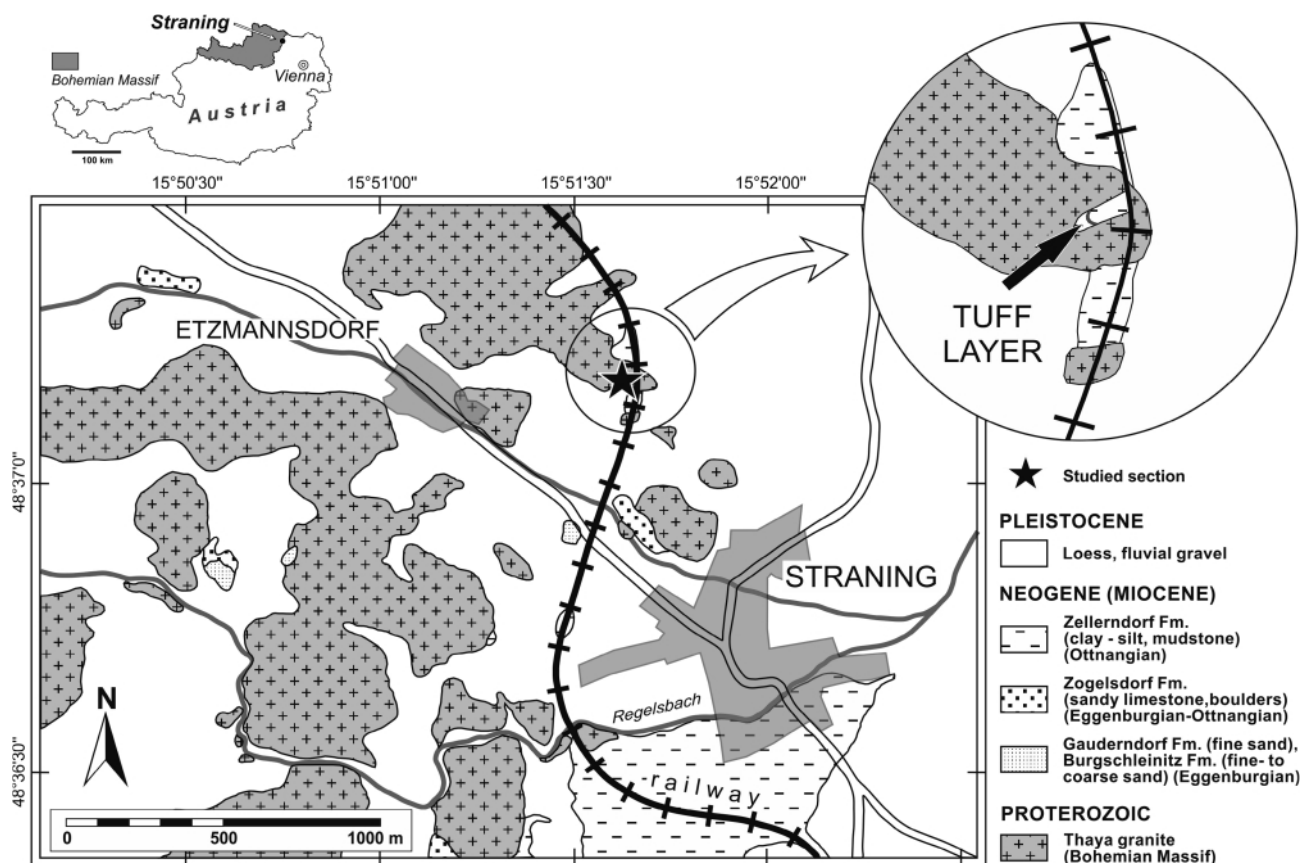 Straning
Bohemian Massif
Vienna
Austria
100 km
15°50'30"
15°51'00"
15°51'30"
15°52'00"
TUFF
LAYER
ETZMANNSDORF
48°37'0"
STRANING
Regelsbach
48°36'30"
railway
N
0 500 1000 m
Studied section
PLEISTOCENE
Loess, fluvial gravel
NEOGENE (MIOCENE)
Zellerndorf Fm.
(clay - silt, mudstone)
(Ottnangian)
Zogelsdorf Fm.
(sandy limestone,boulders)
(Eggenburgian-Ottnangian)
Gauderndorf Fm. (fine sand),
Burgschleinitz Fm. (fine- to
coarse sand) (Eggenburgian)
PROTEROZOIC
Thaya granite
(Bohemian Massif)